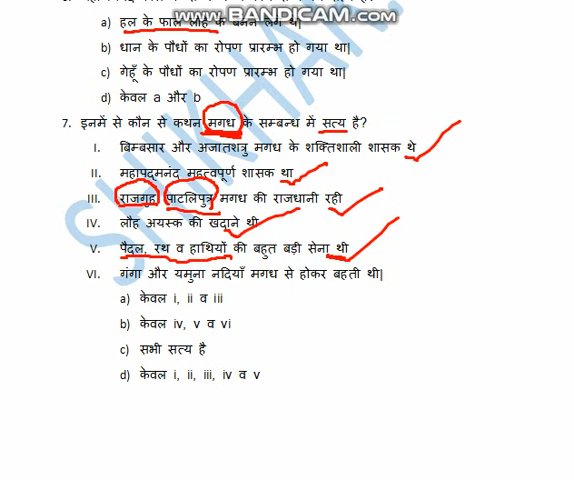 WWW.BANDICAM.COM
a) हल के फाल लौह के बनने लगे थे|
b) धान के पौधों का रोपण प्रारम्भ हो गया था|
c) गेहूँ के पौधों का रोपण प्रारम्भ हो गया था|
d) केवल a और b
7. इनमें से कौन से कथन मगध के सम्बन्ध में सत्य है?
I. बिम्बसार और अजातशत्रु मगध के शक्तिशाली शासक थे
II. महापद्मनंद महत्वपूर्ण शासक था
III. राजगृह पाटलिपुत्र मगध की राजधानी रही
IV. लौह अयस्क की खदाने थी
V. पैदल, रथ व हाथियों की बहुत बड़ी सेना थी
VI. गंगा और यमुना नदियाँ मगध से होकर बहती थी|
a) केवल i, ii व iii
b) केवल iv, v व vi
c) सभी सत्य है
d) केवल i, ii, iii, iv व v
SHIKHAR